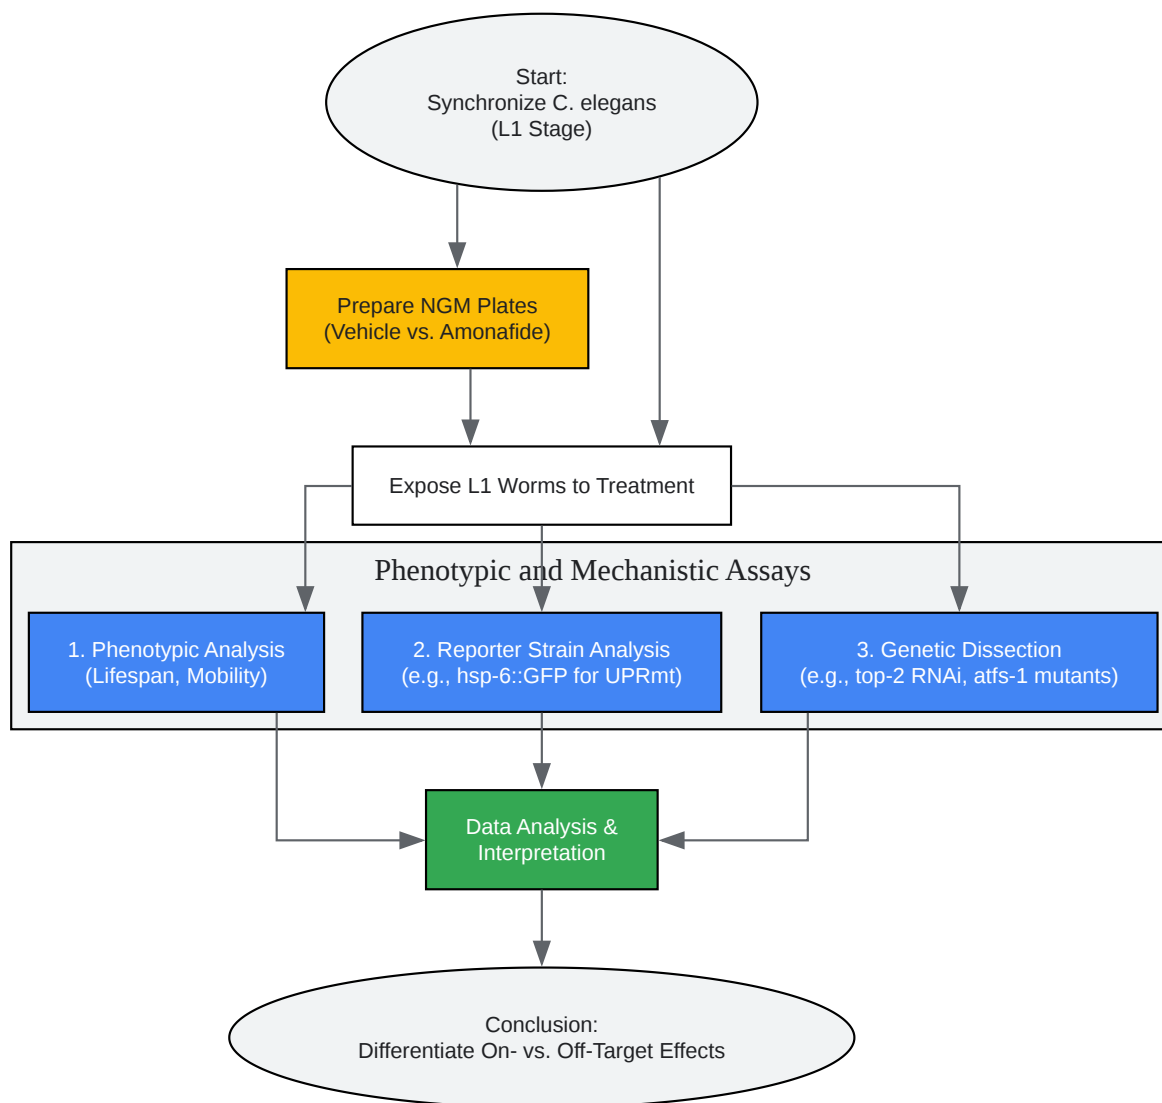 Start:
Synchronize C. elegans
(L1 Stage)
Prepare NGM Plates
(Vehicle vs. Amonafide)
Expose L1 Worms to Treatment
Phenotypic and Mechanistic Assays
1. Phenotypic Analysis
(Lifespan, Mobility)
2. Reporter Strain Analysis
(e.g., hsp-6::GFP for UPRmt)
3. Genetic Dissection
(e.g., top-2 RNAi, atfs-1 mutants)
Data Analysis &
Interpretation
Conclusion:
Differentiate On- vs. Off-Target Effects